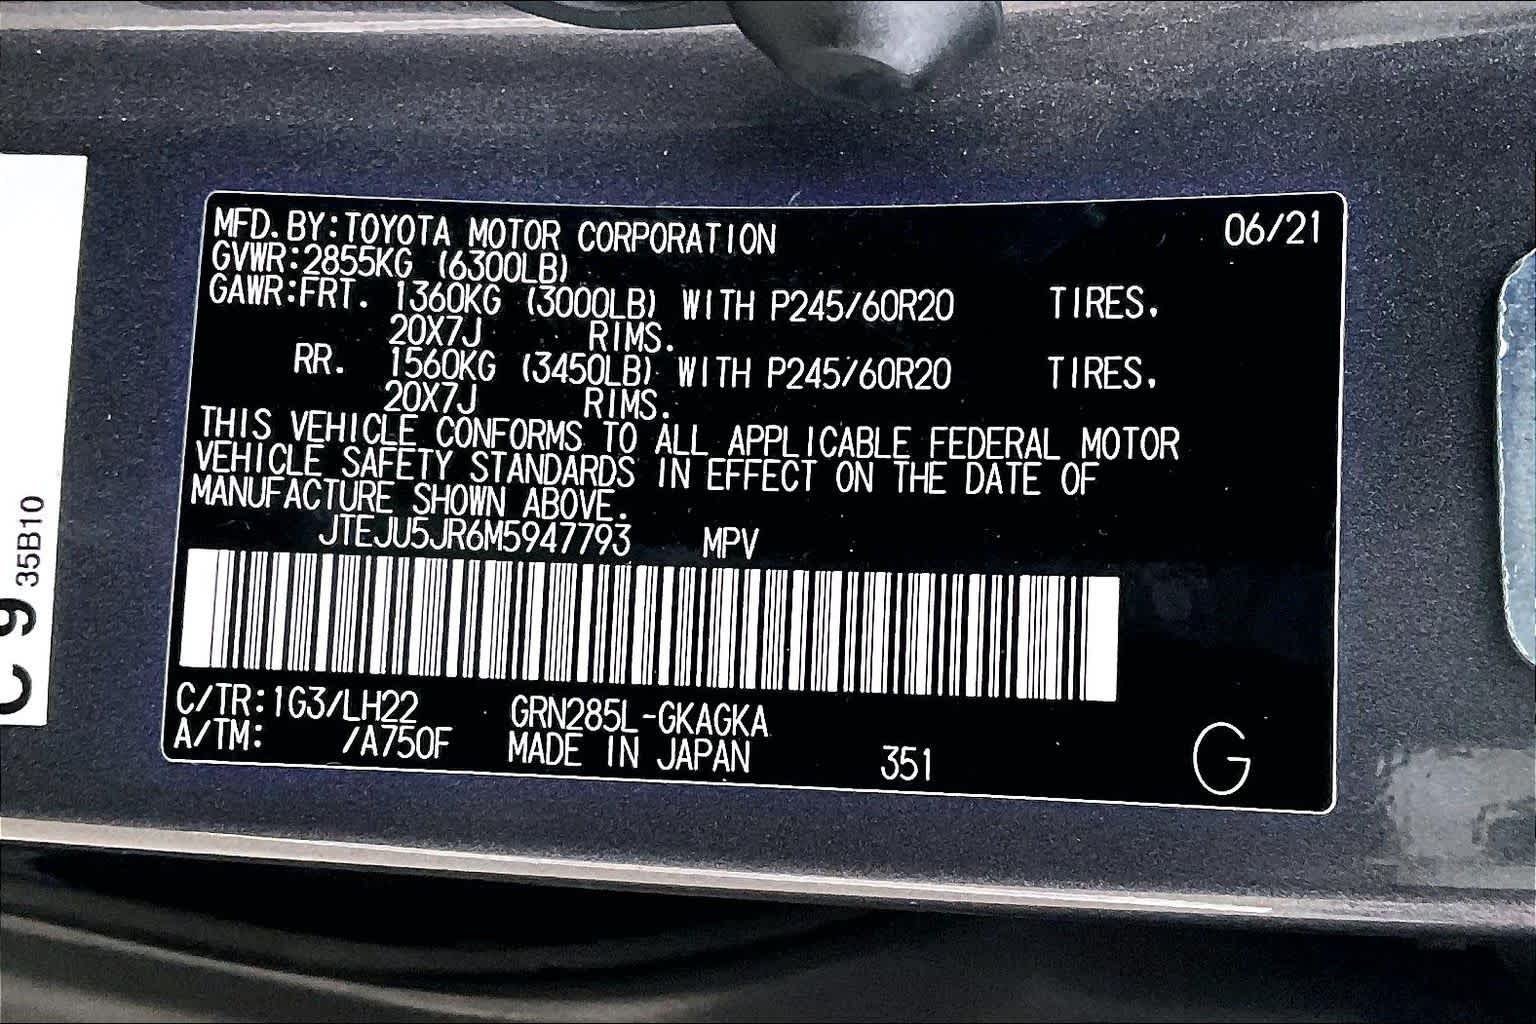 MFD.BY:TOYOTA MOTOR CORPORATION 06/21
GVWR:2855KG (6300LB)
GAWR:FRT. 1360KG (3000LB) WITH P245/60R20 TIRES.
20X7J RIMS.
RR. 1560KG (3450LB) WITH P245/60R20 TIRES.
20X7J RIMS.
THIS VEHICLE CONFORMS TO ALL APPLICABLE FEDERAL MOTOR
VEHICLE SAFETY STANDARDS IN EFFECT ON THE DATE OF
MANUFACTURE SHOWN ABOVE.
JTEJU5JR6M5947793 MPV
C/TR:1G3/LH22 GRN285L-GKAGKA
A/TM: /A750F MADE IN JAPAN 351 G
C 9
35B10